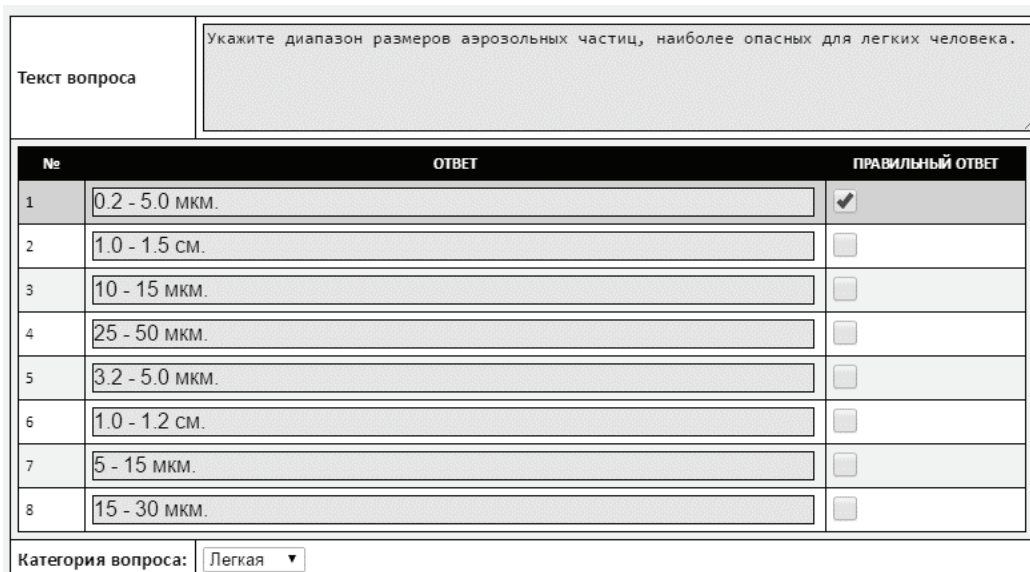 Текст вопроса
Укажите диапазон размеров аэрозольных частиц, наиболее опасных для легких человека.
№ ОТВЕТ ПРАВИЛЬНЫЙ ОТВЕТ
1 0.2 - 5.0 мкм.
2 1.0 - 1.5 см.
3 10 - 15 мкм.
4 25 - 50 мкм.
5 3.2 - 5.0 мкм.
6 1.0 - 1.2 см.
7 5 - 15 мкм.
8 15 - 30 мкм.
Категория вопроса: Легкая